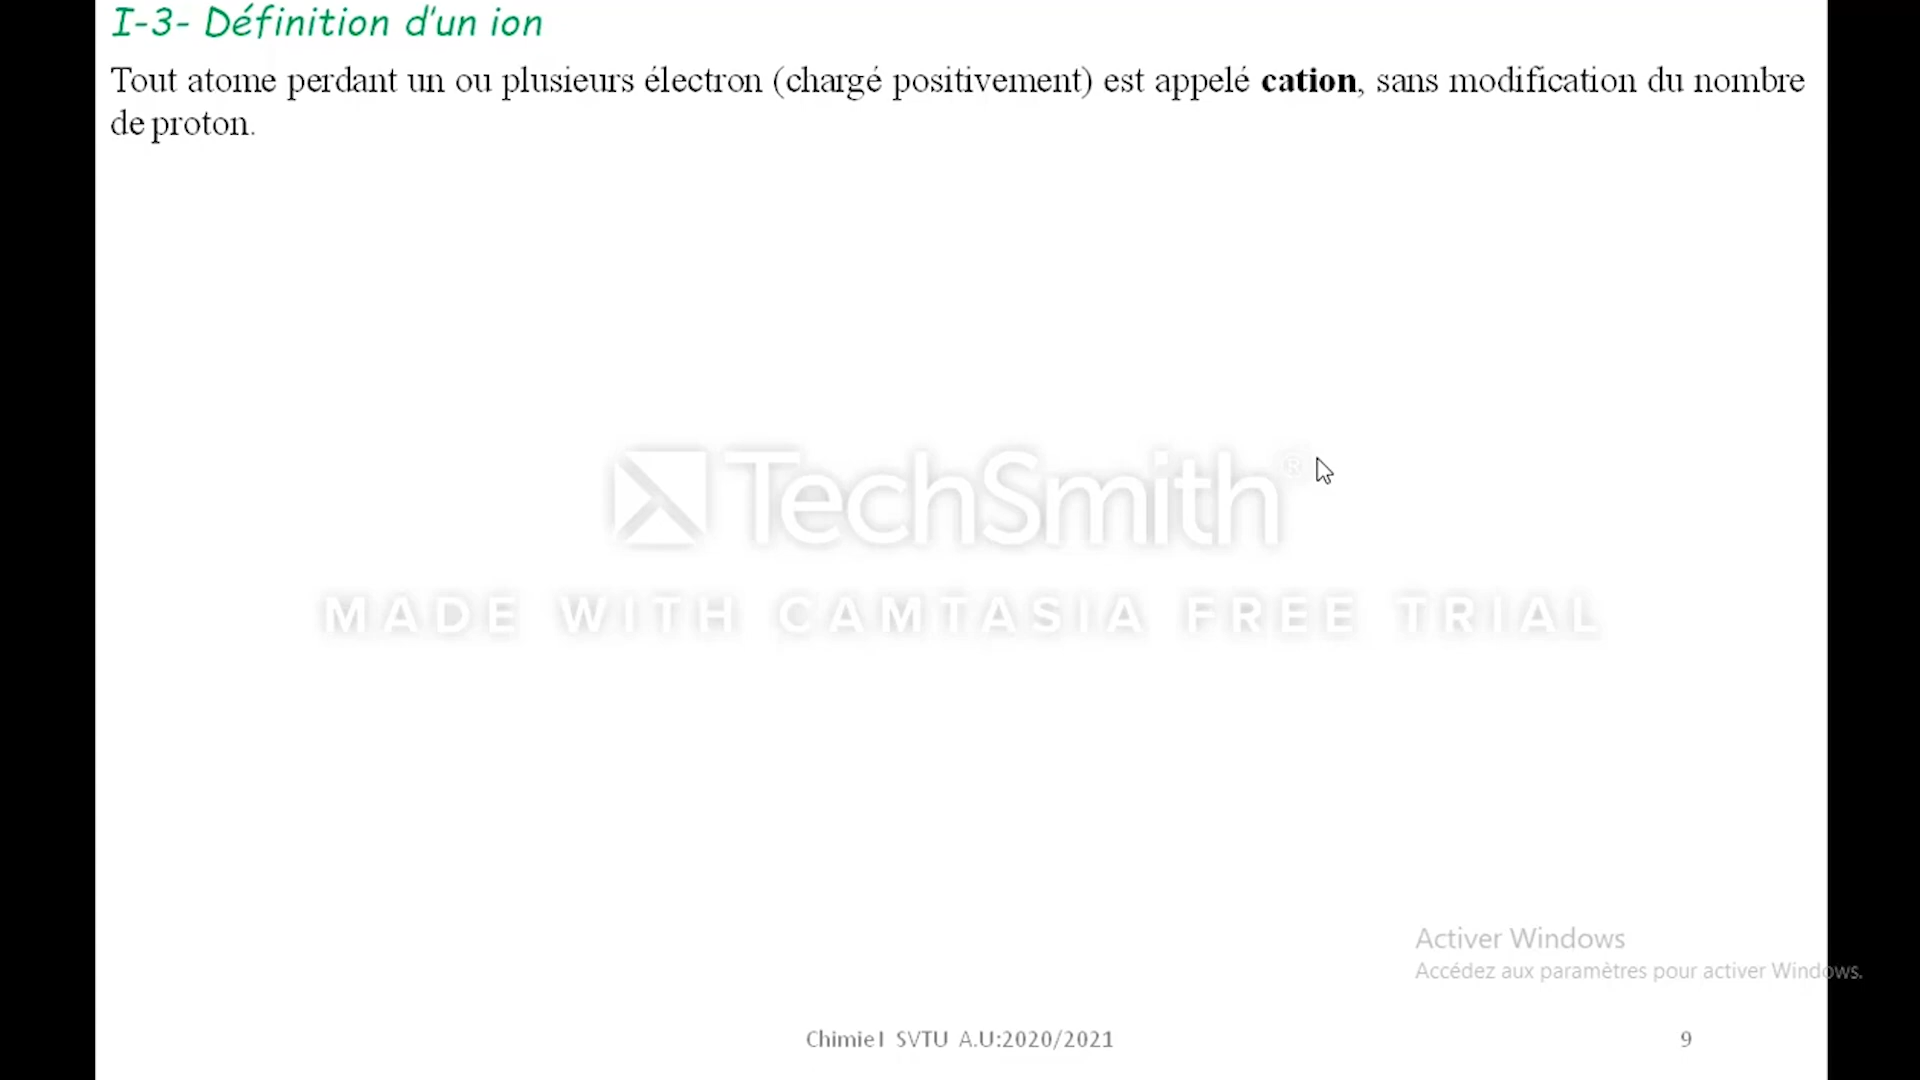 I-3- Définition d'un ion
Tout atome perdant un ou plusieurs électron (chargé positivement) est appelé cation, sans modification du nombre
de proton.
TechSmith®
MADE WITH CAMTASIA FREE TRIAL
Activer Windows
Accédez aux paramètres pour activer Windows.
Chimie I SVTU A.U:2020/2021
9